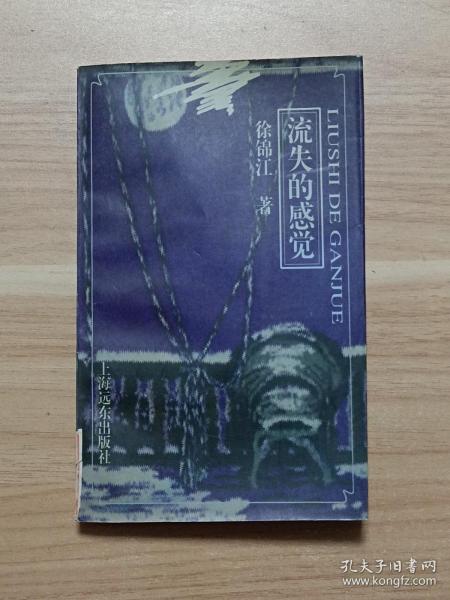 流失的感觉
LIUSHI DE GANJUE
徐锦江 著
上海远东出版社
孔夫子旧书网
www.kongfz.com